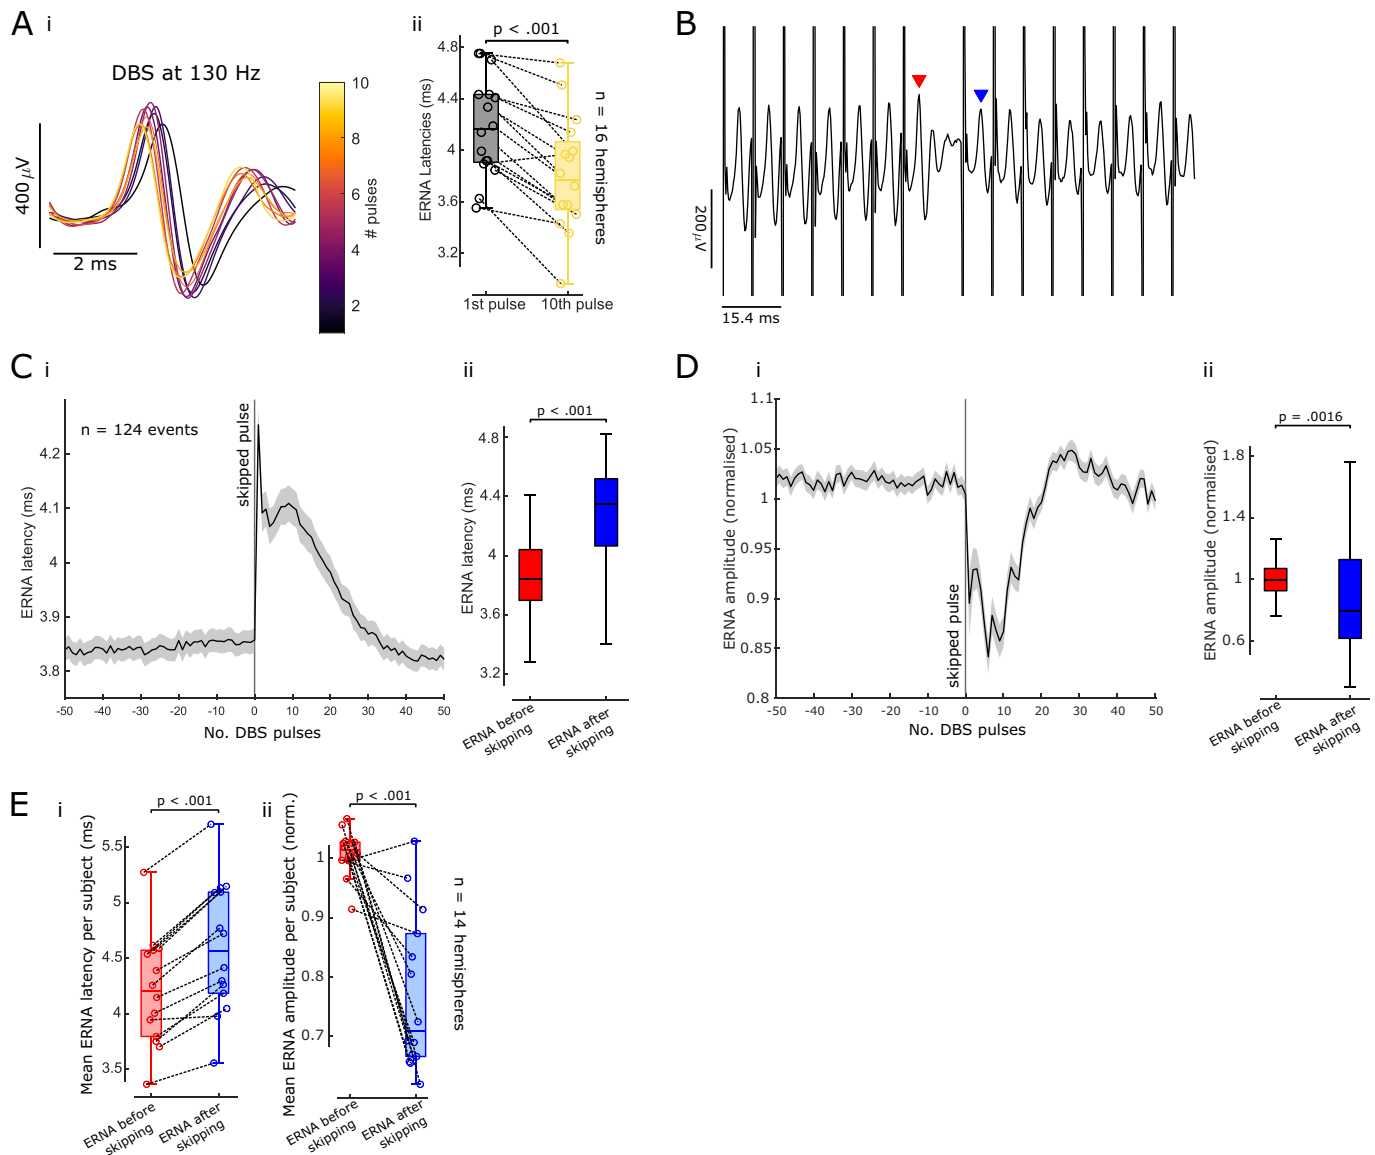 A
i
DBS at 130 Hz
400 µV
2 ms
10
8
6
4
2
# pulses
ii
p < .001
4.8
4.4
4
3.6
3.2
ERNA Latencies (ms)
1st pulse
10th pulse
n = 16 hemispheres
B
200µV
15.4 ms
C
i
n = 124 events
skipped pulse
4.2
4.1
4
3.9
3.8
ERNA latency (ms)
-50
-40
-30
-20
-10
0
10
20
30
40
50
No. DBS pulses
ii
p < .001
4.8
4.4
4
3.6
3.2
ERNA latency (ms)
ERNA before
skipping
ERNA after
skipping
D
i
1.1
1.05
1
0.95
0.9
0.85
0.8
ERNA amplitude (normalised)
skipped pulse
-50
-40
-30
-20
-10
0
10
20
30
40
50
No. DBS pulses
ii
p = .0016
1.8
1.4
1
0.6
ERNA amplitude (normalised)
ERNA before
skipping
ERNA after
skipping
E
i
p < .001
5.5
5
4.5
4
3.5
Mean ERNA latency per subject (ms)
ERNA before
skipping
ERNA after
skipping
ii
p < .001
1
0.9
0.8
0.7
Mean ERNA amplitude per subject (norm.)
ERNA before
skipping
ERNA after
skipping
n = 14 hemispheres